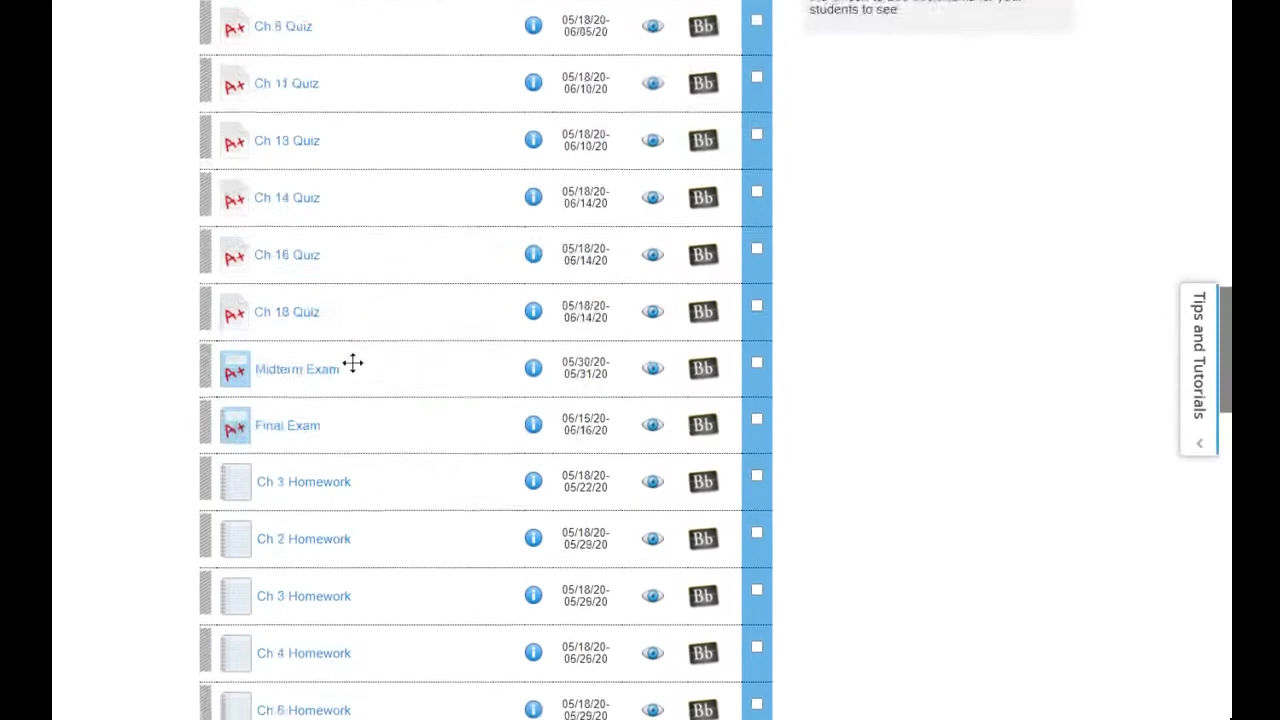 students to see
Ch 6 Quiz
05/18/20-
06/05/20
Bb
A+
Ch 11 Quiz
05/18/20-
06/10/20
Bb
A+
Ch 13 Quiz
05/18/20-
06/10/20
Bb
A+
Ch 14 Quiz
05/18/20-
06/14/20
Bb
A+
Ch 16 Quiz
05/18/20-
06/14/20
Bb
A+
Ch 18 Quiz
05/18/20-
06/14/20
Bb
A+
Midterm Exam
05/30/20-
05/31/20
Bb
A+
Final Exam
06/15/20-
06/16/20
Bb
A+
Ch 3 Homework
05/18/20-
05/22/20
Bb
Ch 2 Homework
05/18/20-
05/29/20
Bb
Ch 3 Homework
05/18/20-
05/29/20
Bb
Ch 4 Homework
05/18/20-
06/26/20
Bb
Homework
05/18/20-
05/29/20
Bb
Tips and Tutorials